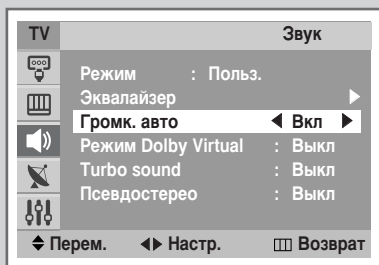 TV Звук
Режим : Польз.
Эквалайзер
Громк. авто ◀ Вкл ▶
Режим Dolby Virtual : Выкл
Turbo sound : Выкл
Псевдостерео : Выкл
Перем. Настр. Возврат